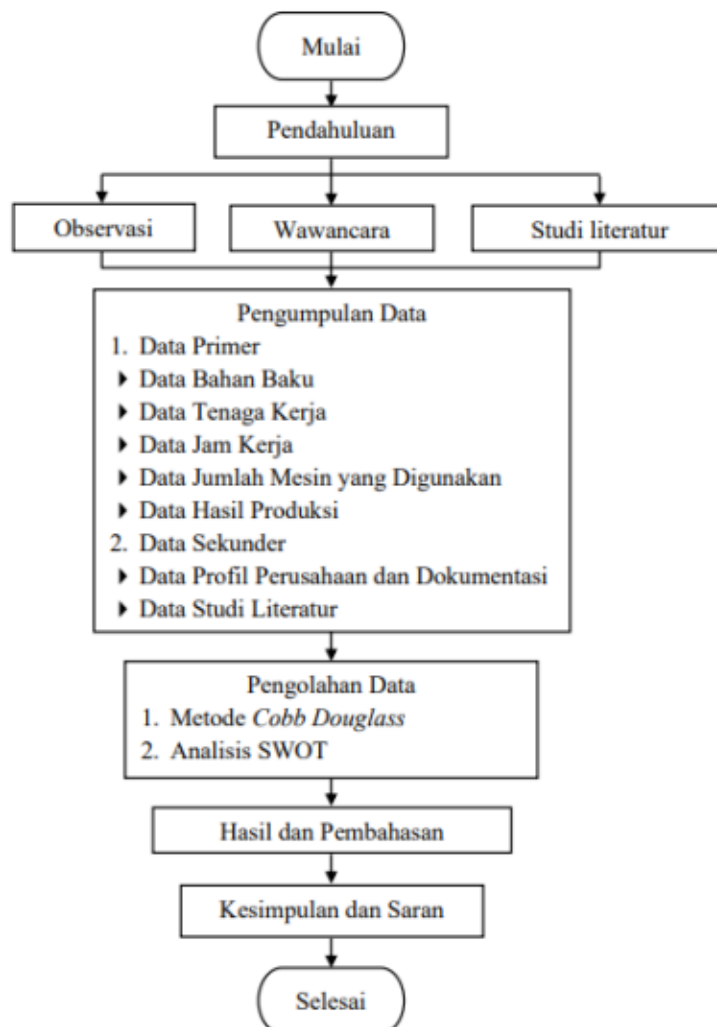 Mulai
Pendahuluan
Observasi
Wawancara
Studi literatur
Pengumpulan Data
1. Data Primer
Data Bahan Baku
Data Tenaga Kerja
Data Jam Kerja
Data Jumlah Mesin yang Digunakan
Data Hasil Produksi
2. Data Sekunder
Data Profil Perusahaan dan Dokumentasi
Data Studi Literatur
Pengolahan Data
1. Metode Cobb Douglass
2. Analisis SWOT
Hasil dan Pembahasan
Kesimpulan dan Saran
Selesai